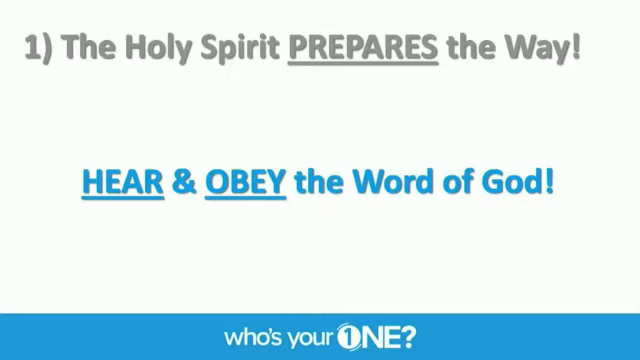 1) The Holy Spirit PREPARES the Way!
HEAR & OBEY the Word of God!
who's your 1NE?